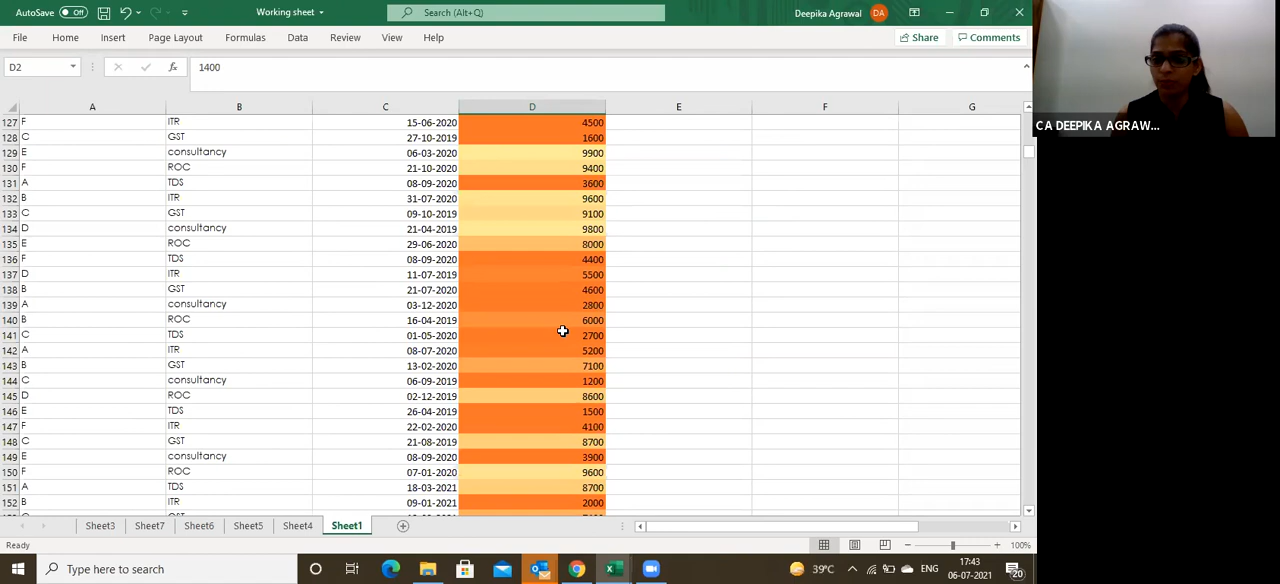 AutoSave Off Working sheet Search (Alt+Q) Deepika Agrawal DA
File Home Insert Page Layout Formulas Data Review View Help Share Comments
D2 fx 1400
CA DEEPIKA AGRAW...
A B C D E F G
127 F ITR 15-06-2020 4500
128 C GST 27-10-2019 1600
129 E consultancy 06-03-2020 9900
130 F ROC 21-10-2020 9400
131 A TDS 08-09-2020 3600
132 B ITR 31-07-2020 9600
133 C GST 09-10-2019 9100
134 D consultancy 21-04-2019 9800
135 E ROC 29-06-2020 8000
136 F TDS 08-09-2020 4400
137 D ITR 11-07-2019 5500
138 B GST 21-07-2020 4600
139 A consultancy 03-12-2020 2800
140 B ROC 16-04-2019 6000
141 C TDS 01-05-2020 2700
142 A ITR 08-07-2020 5200
143 B GST 13-02-2020 7100
144 C consultancy 06-09-2019 1200
145 D ROC 02-12-2019 8600
146 E TDS 26-04-2019 1500
147 F ITR 22-02-2020 4100
148 C GST 21-08-2019 8700
149 E consultancy 08-09-2020 3900
150 F ROC 07-01-2020 9600
151 A TDS 18-03-2021 8700
152 B ITR 09-01-2021 2000
Sheet3 Sheet7 Sheet6 Sheet5 Sheet4 Sheet1
Ready 100%
Type here to search 39°C ENG 17:43
06-07-2021 20